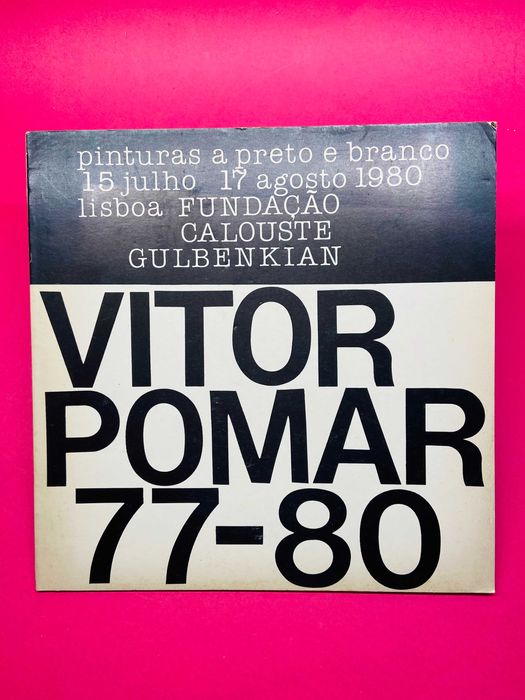 pinturas a preto e branco
15 julho 17 agosto 1980
lisboa FUNDAÇÃO
CALOUSTE
GULBENKIAN
VITOR
POMAR
77-80